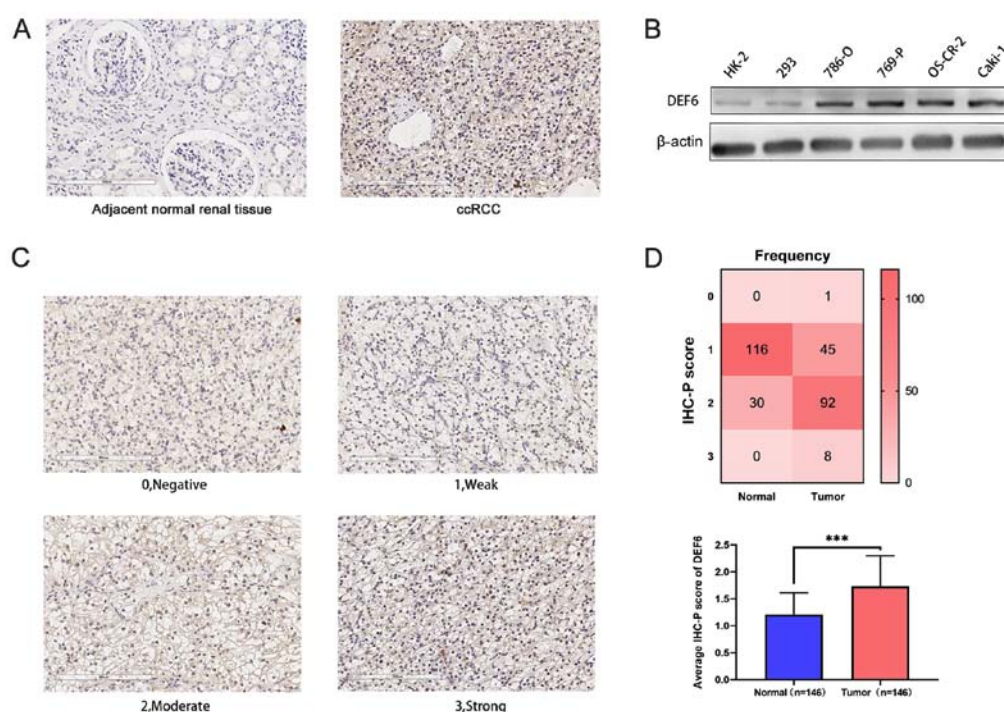 A
Adjacent normal renal tissue
ccRCC
B
HK-2
293
786-O
769-P
OS-CR-2
Caki-1
DEF6
β-actin
C
0,Negative
1,Weak
2,Moderate
3,Strong
D
Frequency
IHC-P score
0 0 1
1 116 45
2 30 92
3 0 8
Normal Tumor
100
50
0
Average IHC-P score of DEF6
2.5
2.0
1.5
1.0
0.5
0.0
***
Normal (n=146) Tumor (n=146)